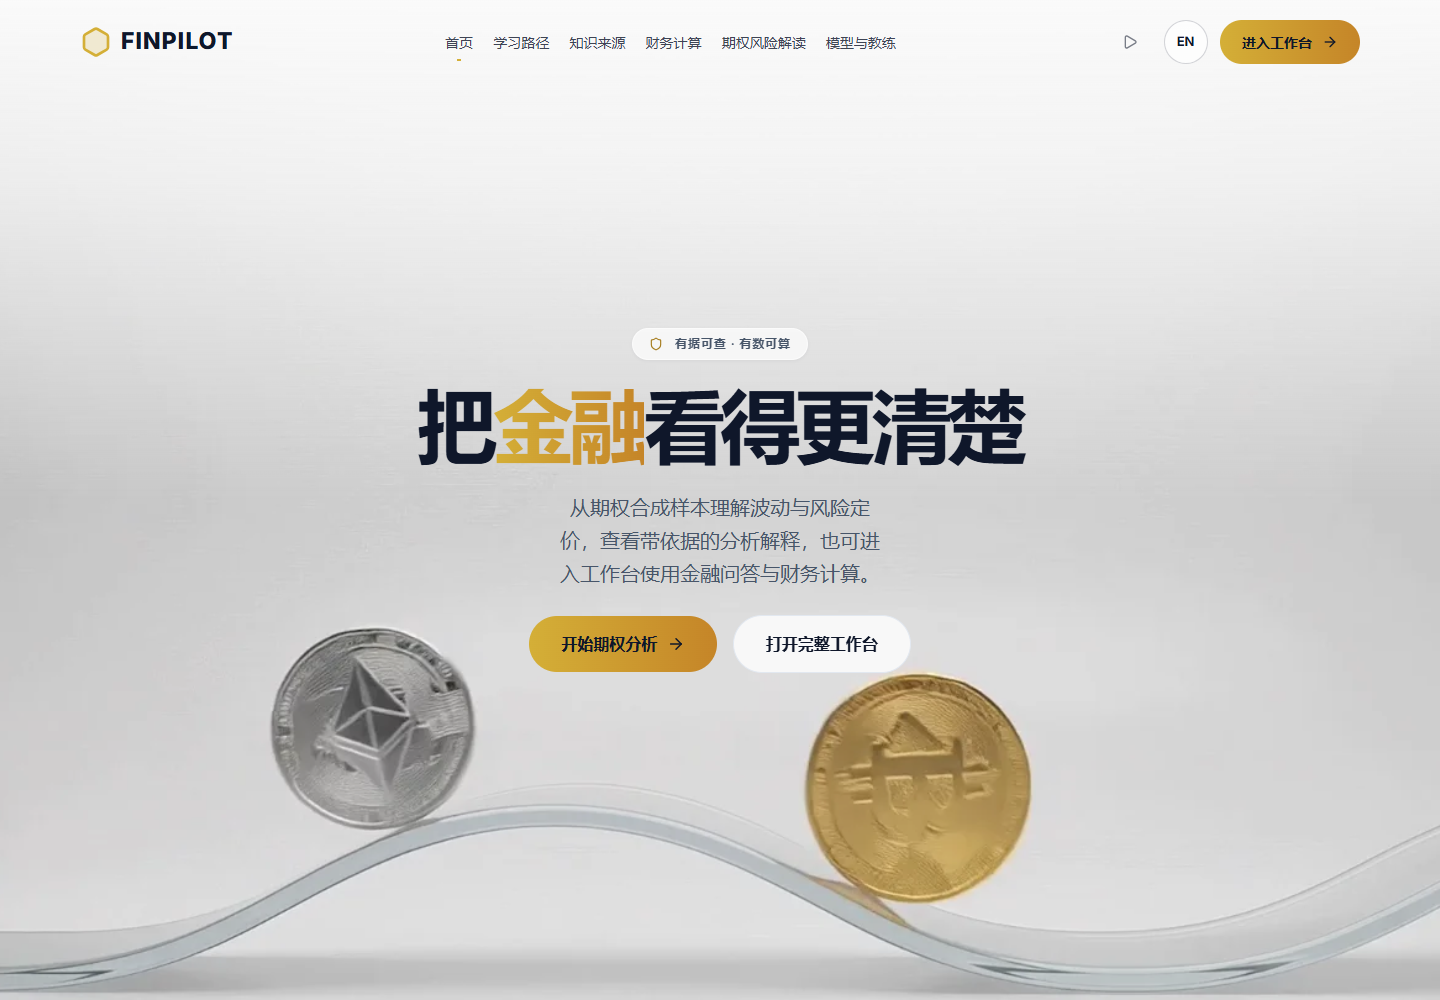 FINPILOT
首页 学习路径 知识来源 财务计算 期权风险解读 模型与教练
EN
进入工作台
有据可查 · 有数可算
把金融看得更清楚
从期权合成样本理解波动与风险定
价，查看带依据的分析解释，也可进
入工作台使用金融问答与财务计算。
开始期权分析
打开完整工作台